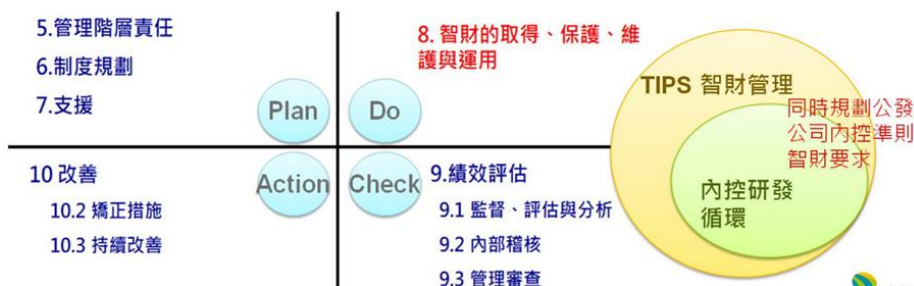 5.管理階層責任
6.制度規劃
7.支援
Plan
Do
8. 智財的取得、保護、維
護與運用
10 改善
10.2 矯正措施
10.3 持續改善
Action
Check
9.績效評估
9.1 監督、評估與分析
9.2 內部稽核
9.3 管理審查
TIPS 智財管理
同時規劃公發
公司內控準則
智財要求
內控研發
循環